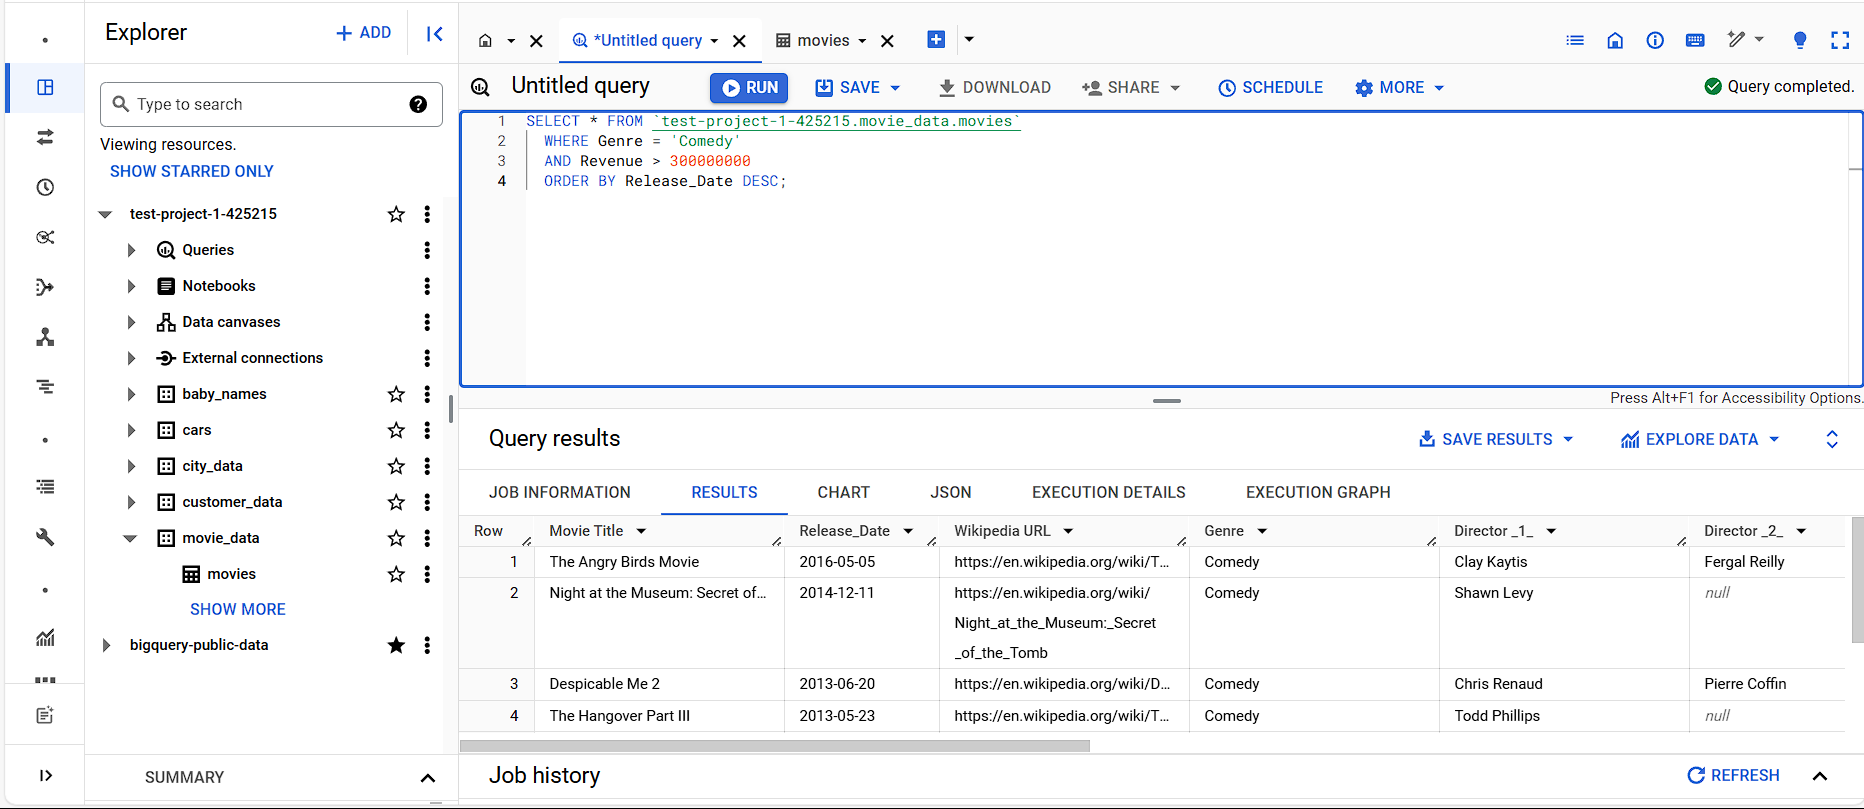 Explorer
ADD
Type to search
Viewing resources.
SHOW STARRED ONLY
test-project-1-425215
Queries
Notebooks
Data canvases
External connections
baby_names
cars
city_data
customer_data
movie_data
movies
SHOW MORE
bigquery-public-data
SUMMARY
*Untitled query
movies
Untitled query
RUN
SAVE
DOWNLOAD
SHARE
SCHEDULE
MORE
Query completed.
1 SELECT * FROM `test-project-1-425215.movie_data.movies`
2 WHERE Genre = 'Comedy'
3 AND Revenue > 300000000
4 ORDER BY Release_Date DESC;
Press Alt+F1 for Accessibility Options.
Query results
SAVE RESULTS
EXPLORE DATA
JOB INFORMATION RESULTS CHART JSON EXECUTION DETAILS EXECUTION GRAPH
Row Movie Title Release_Date Wikipedia URL Genre Director _1_ Director _2_
1 The Angry Birds Movie 2016-05-05 https://en.wikipedia.org/wiki/T... Comedy Clay Kaytis Fergal Reilly
2 Night at the Museum: Secret of... 2014-12-11 https://en.wikipedia.org/wiki/ Comedy Shawn Levy null
Night_at_the_Museum:_Secret
_of_the_Tomb
3 Despicable Me 2 2013-06-20 https://en.wikipedia.org/wiki/D... Comedy Chris Renaud Pierre Coffin
4 The Hangover Part III 2013-05-23 https://en.wikipedia.org/wiki/T... Comedy Todd Phillips null
Job history
REFRESH